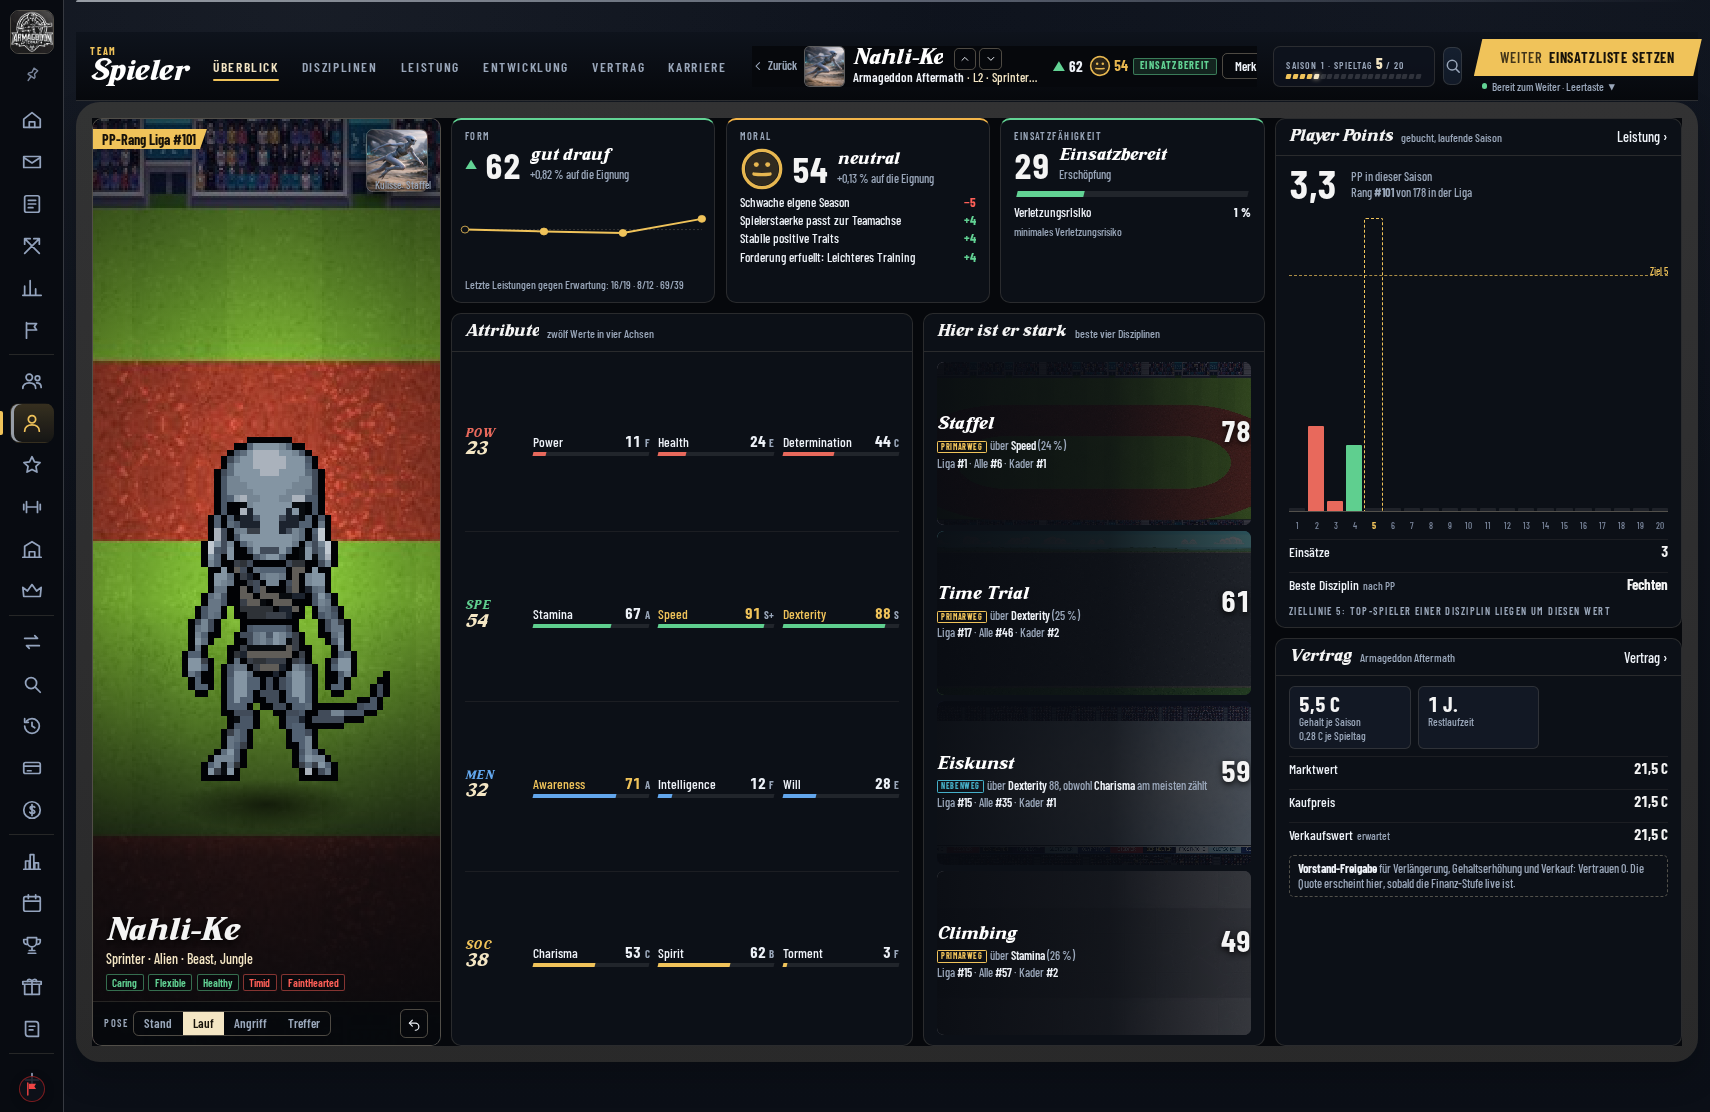 TEAM
Spieler
ÜBERBLICK
DISZIPLINEN
LEISTUNG
ENTWICKLUNG
VERTRAG
KARRIERE
Zurück
Nahli-Ke
Armageddon Aftermath · L2 · Sprinter...
62
54
EINSATZBEREIT
Merk
SAISON 1 · SPIELTAG 5 / 20
WEITER EINSATZLISTE SETZEN
Bereit zum Weiter · Leertaste ▼
PP-Rang Liga #101
Kulisse: Staffel
Nahli-Ke
Sprinter · Alien · Beast, Jungle
Caring
Flexible
Healthy
Timid
FaintHearted
POSE
Stand
Lauf
Angriff
Treffer
FORM
62 gut drauf
+0,82 % auf die Eignung
Letzte Leistungen gegen Erwartung: 16/19 · 8/12 · 69/39
MORAL
54 neutral
+0,13 % auf die Eignung
Schwache eigene Season −5
Spielerstaerke passt zur Teamachse +4
Stabile positive Traits +4
Forderung erfuellt: Leichteres Training +4
EINSATZFÄHIGKEIT
29 Einsatzbereit
Erschöpfung
Verletzungsrisiko 1 %
minimales Verletzungsrisiko
Attribute zwölf Werte in vier Achsen
POW
23
Power 11 F
Health 24 E
Determination 44 C
SPE
54
Stamina 67 A
Speed 91 S+
Dexterity 88 S
MEN
32
Awareness 71 A
Intelligence 12 F
Will 28 E
SOC
38
Charisma 53 C
Spirit 62 B
Torment 3 F
Hier ist er stark beste vier Disziplinen
Staffel 78
PRIMÄRWEG über Speed (24 %)
Liga #1 · Alle #6 · Kader #1
Time Trial 61
PRIMÄRWEG über Dexterity (25 %)
Liga #17 · Alle #46 · Kader #2
Eiskunst 59
NEBENWEG über Dexterity 88, obwohl Charisma am meisten zählt
Liga #15 · Alle #35 · Kader #1
Climbing 49
PRIMÄRWEG über Stamina (26 %)
Liga #15 · Alle #57 · Kader #2
Player Points gebucht, laufende Saison
Leistung ›
3,3
PP in dieser Saison
Rang #101 von 178 in der Liga
Ziel 5
1 2 3 4 5 6 7 8 9 10 11 12 13 14 15 16 17 18 19 20
Einsätze 3
Beste Disziplin nach PP Fechten
ZIELLINIE 5: TOP-SPIELER EINER DISZIPLIN LIEGEN UM DIESEN WERT
Vertrag Armageddon Aftermath
Vertrag ›
5,5 C
Gehalt je Saison
0,28 C je Spieltag
1 J.
Restlaufzeit
Marktwert 21,5 C
Kaufpreis 21,5 C
Verkaufswert erwartet 21,5 C
Vorstand-Freigabe für Verlängerung, Gehaltserhöhung und Verkauf: Vertrauen 0. Die
Quote erscheint hier, sobald die Finanz-Stufe live ist.